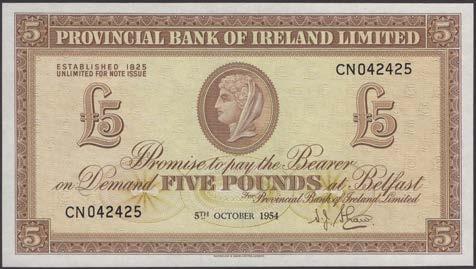 5 PROVINCIAL BANK OF IRELAND LIMITED 5
ESTABLISHED 1825
UNLIMITED FOR NOTE ISSUE
CN042425
£5 £5
I Promise to pay the Bearer
on Demand FIVE POUNDS at Belfast
For Provincial Bank of Ireland Limited
CN042425
5TH OCTOBER 1954
5 5